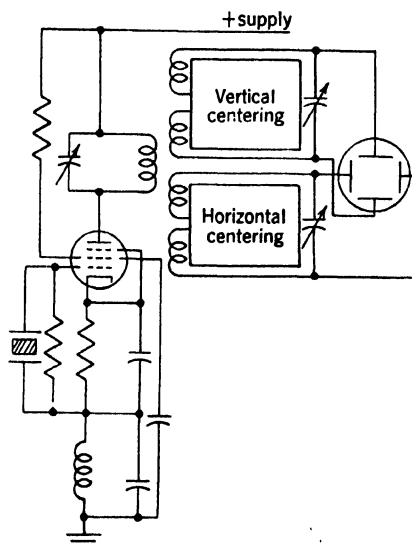 + supply
Vertical
centering
Horizontal
centering